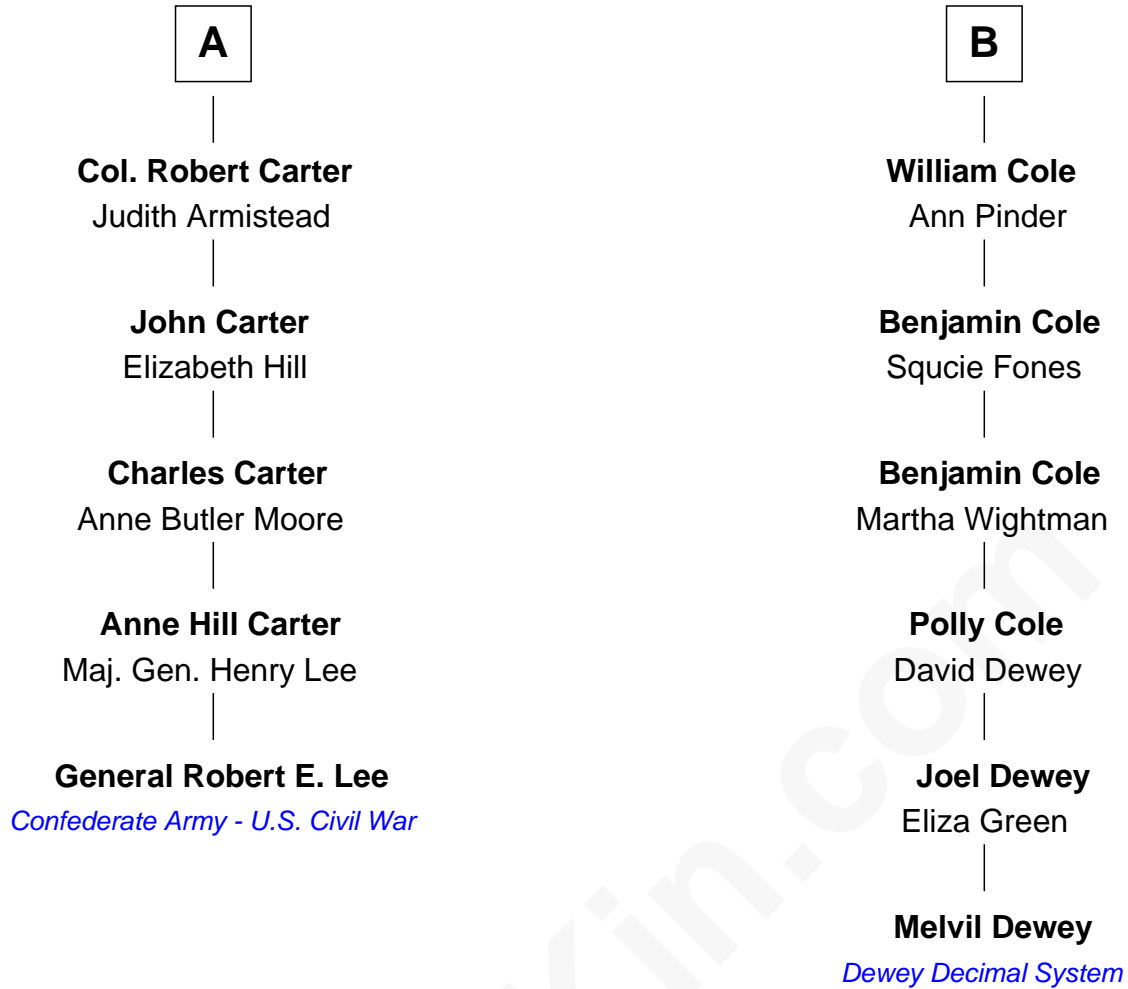 A
Col. Robert Carter
Judith Armistead
John Carter
Elizabeth Hill
Charles Carter
Anne Butler Moore
Anne Hill Carter
Maj. Gen. Henry Lee
General Robert E. Lee
Confederate Army - U.S. Civil War
B
William Cole
Ann Pinder
Benjamin Cole
Squcie Fones
Benjamin Cole
Martha Wightman
Polly Cole
David Dewey
Joel Dewey
Eliza Green
Melvil Dewey
Dewey Decimal System
Kin.com